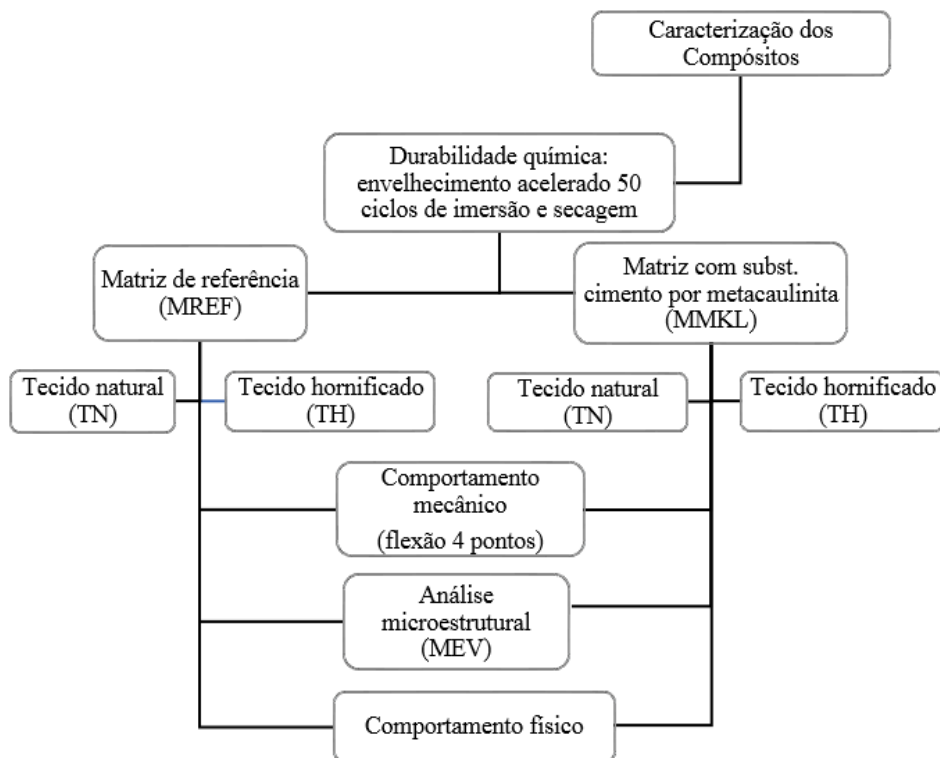 Caracterização dos
Compósitos
Durabilidade química:
envelhecimento acelerado 50
ciclos de imersão e secagem
Matriz de referência
(MREF)
Matriz com subst.
cimento por metacaulinita
(MMKL)
Tecido natural
(TN)
Tecido hornificado
(TH)
Tecido natural
(TN)
Tecido hornificado
(TH)
Comportamento
mecânico
(flexão 4 pontos)
Análise
microestrutural
(MEV)
Comportamento físico